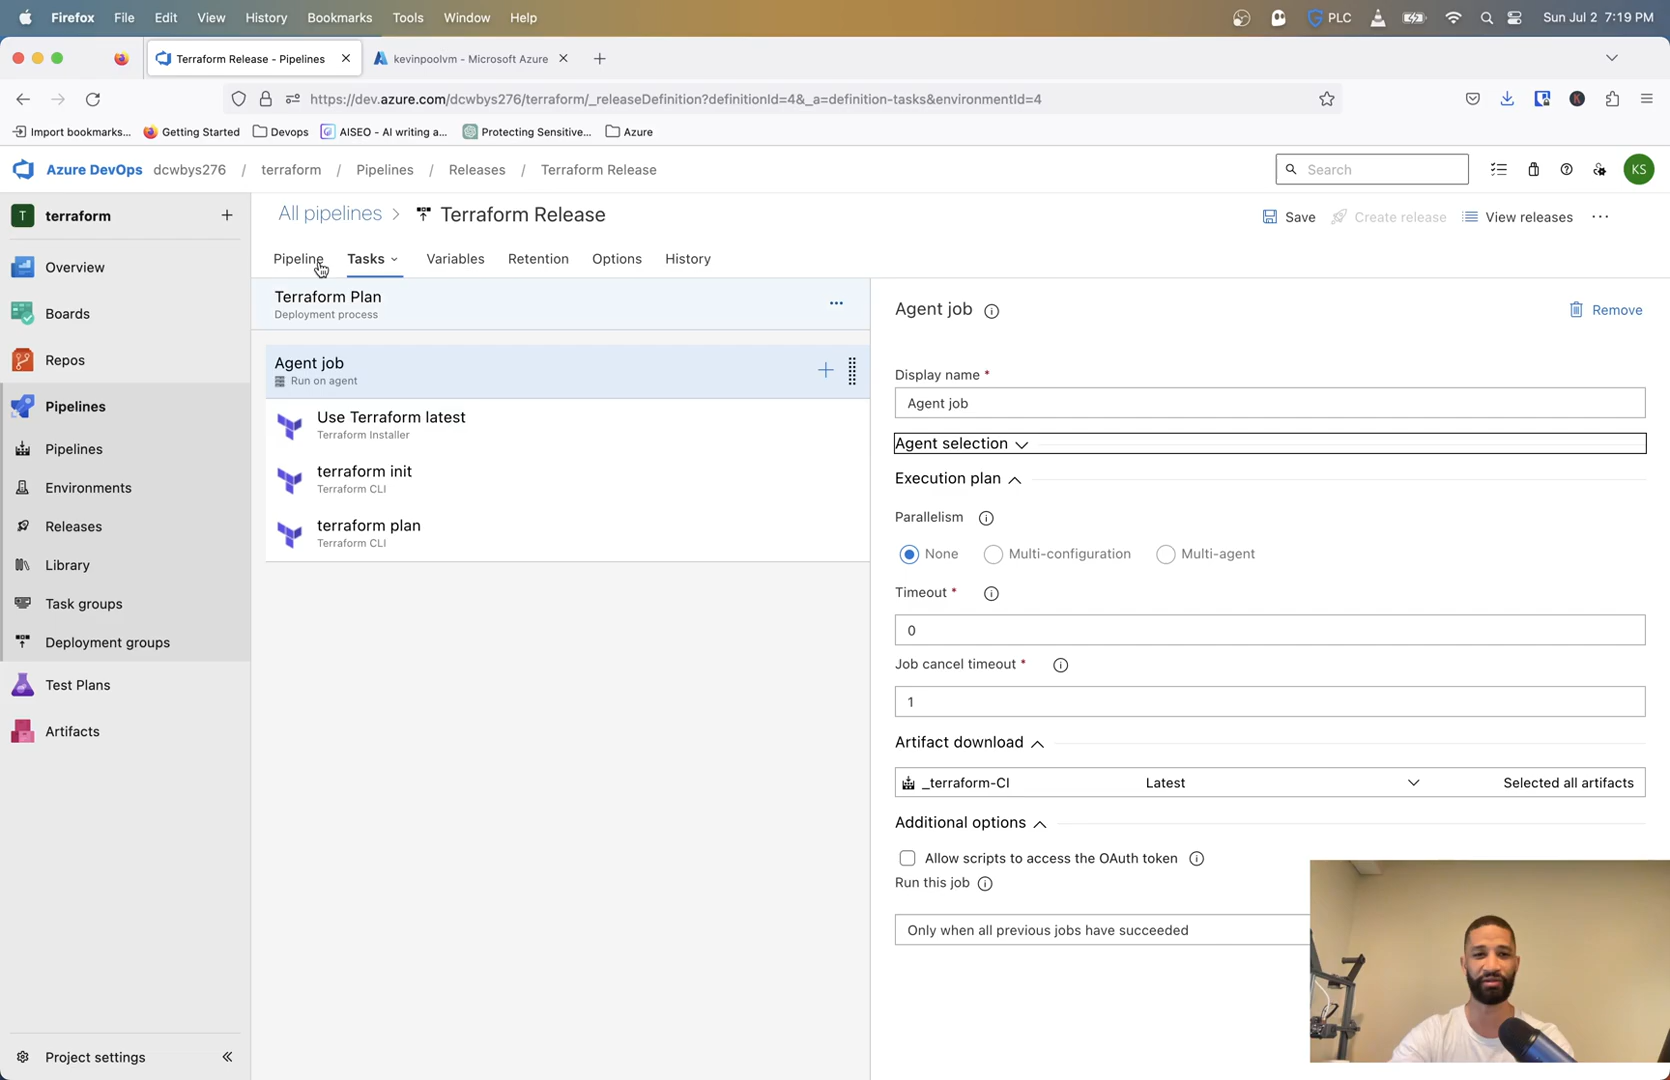 Firefox File Edit View History Bookmarks Tools Window Help PLC Sun Jul 2 7:19 PM
Terraform Release - Pipelines kevinpoolvm - Microsoft Azure
https://dev.azure.com/dcwbys276/terraform/_releaseDefinition?definitionId=4&_a=definition-tasks&environmentId=4
Import bookmarks... Getting Started Devops AISEO - AI writing a... Protecting Sensitive... Azure
Azure DevOps dcwbys276 / terraform / Pipelines / Releases / Terraform Release Search KS
T terraform
All pipelines > Terraform Release Save Create release View releases
Pipeline Tasks Variables Retention Options History
Overview
Boards
Repos
Pipelines
Pipelines
Environments
Releases
Library
Task groups
Deployment groups
Test Plans
Artifacts
Project settings
Terraform Plan
Deployment process
Agent job
Run on agent
Use Terraform latest
Terraform Installer
terraform init
Terraform CLI
terraform plan
Terraform CLI
Agent job Remove
Display name *
Agent job
Agent selection
Execution plan
Parallelism
None Multi-configuration Multi-agent
Timeout *
0
Job cancel timeout *
1
Artifact download
_terraform-CI Latest Selected all artifacts
Additional options
Allow scripts to access the OAuth token
Run this job
Only when all previous jobs have succeeded